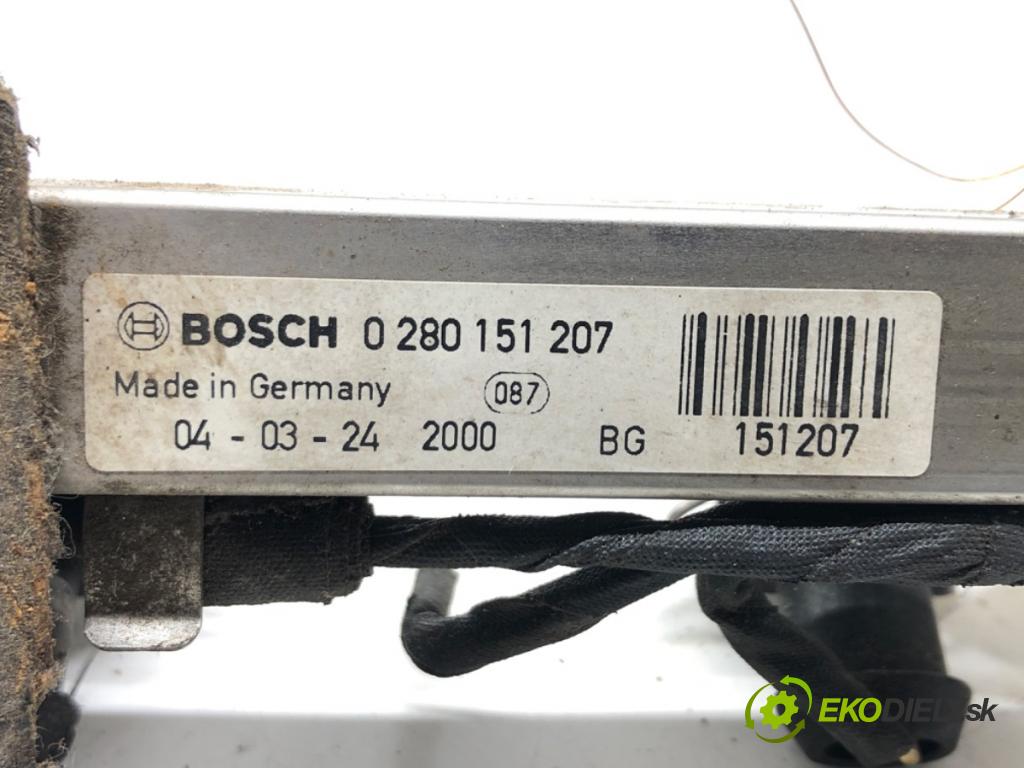 BOSCH 0 280 151 207
Made in Germany 087
04 - 03 - 24 2000 BG 151207
EKODIELY.sk